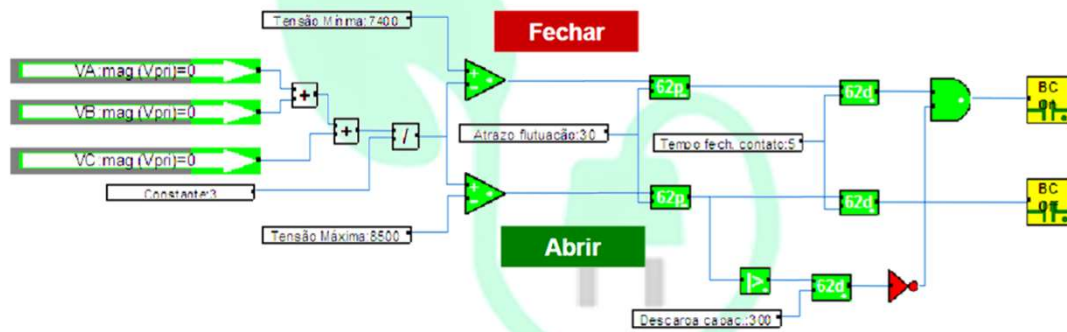 Tensão Mínima:7400
Fechar
VA:mag.(Vpri)=0
+
62p
62d
BC
On
VB:mag.(Vpri)=0
+
/
Atrazo flutuação:30
Tempo fech. contato:5
VC:mag.(Vpri)=0
Constante:3
+
-
62p
62d
BC
Off
Tensão Máxima:8500
Abrir
|>
62d
Descarga capac.:300